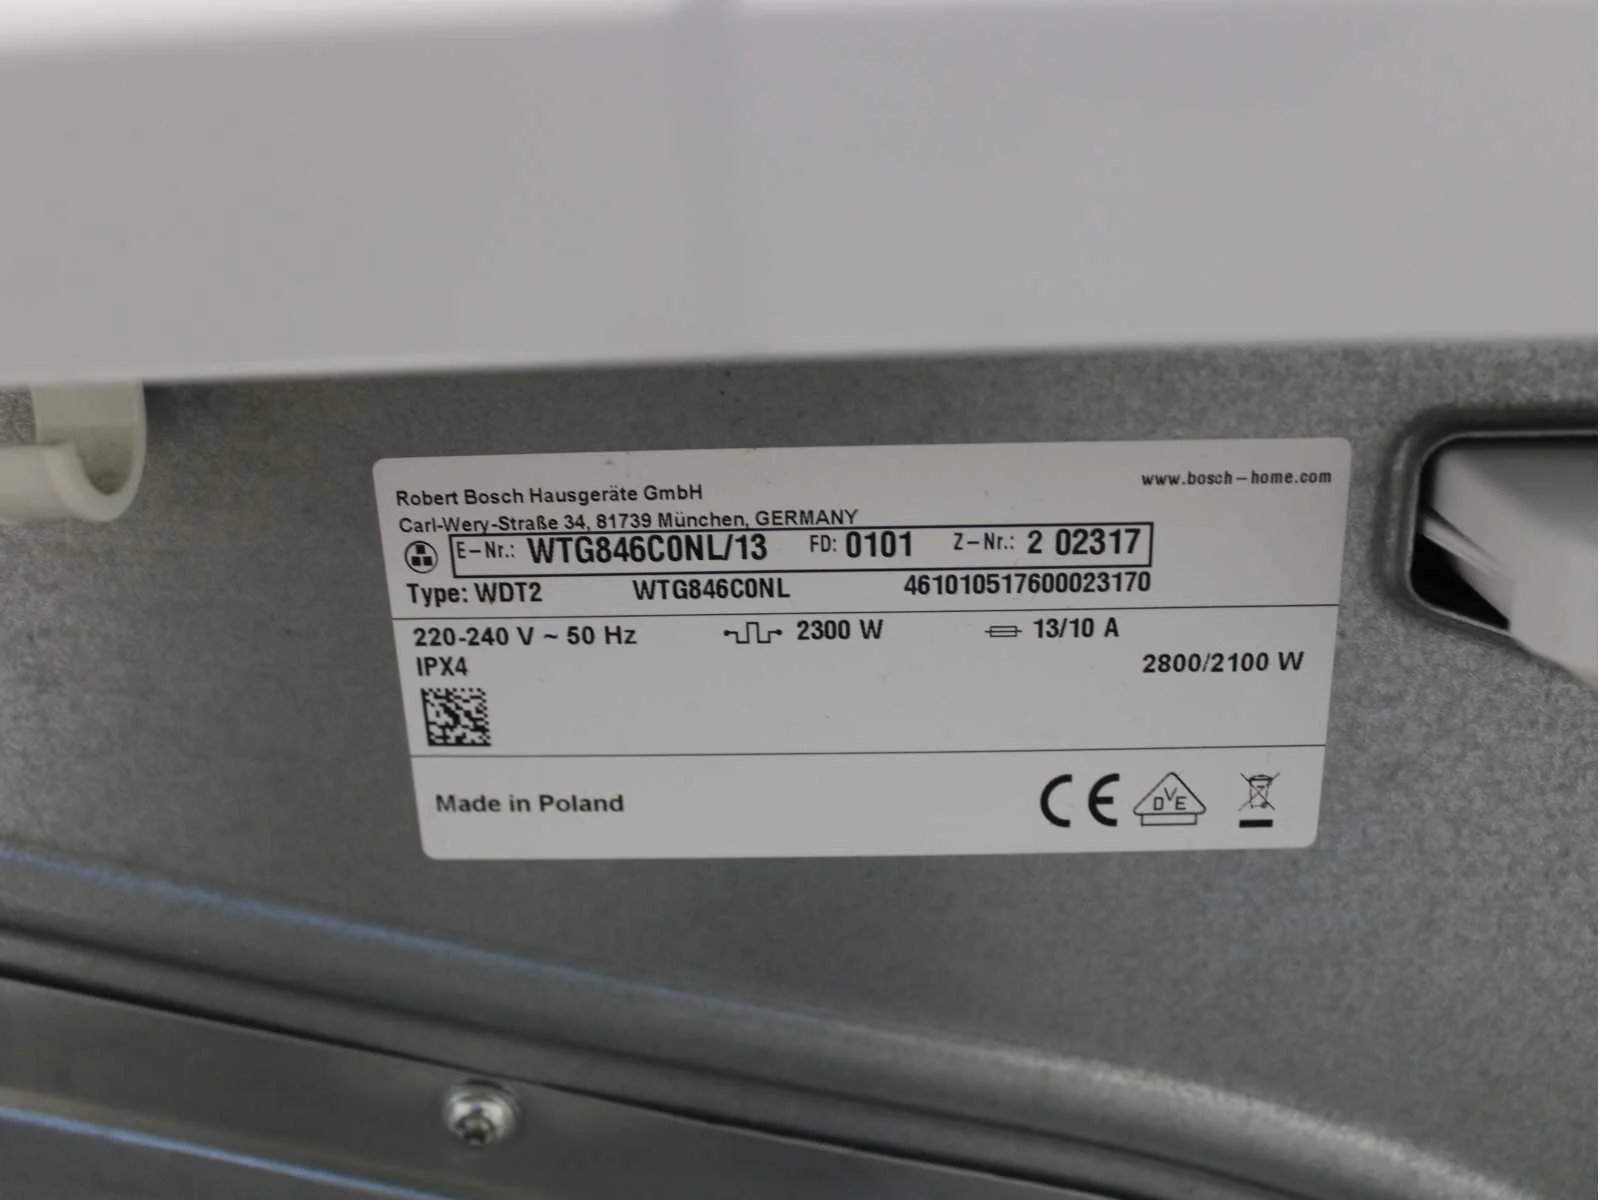 Robert Bosch Hausgeräte GmbH
www.bosch-home.com
Carl-Wery-Straße 34, 81739 München, GERMANY
E-Nr.: WTG846C0NL/13 FD: 0101 Z-Nr.: 2 02317
Type: WDT2 WTG846C0NL 461010517600023170
220-240 V ~ 50 Hz 2300 W 13/10 A
IPX4 2800/2100 W
Made in Poland CE DVE